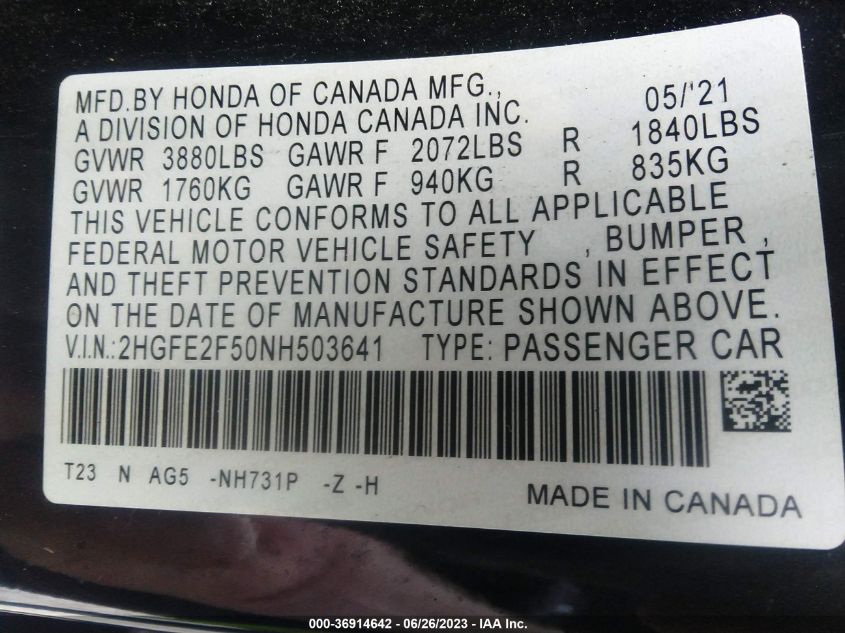 MFD. BY HONDA OF CANADA MFG., 05/'21
A DIVISION OF HONDA CANADA INC.
GVWR 3880LBS GAWR F 2072LBS R 1840LBS
GVWR 1760KG GAWR F 940KG R 835KG
THIS VEHICLE CONFORMS TO ALL APPLICABLE
FEDERAL MOTOR VEHICLE SAFETY , BUMPER ,
AND THEFT PREVENTION STANDARDS IN EFFECT
ON THE DATE OF MANUFACTURE SHOWN ABOVE.
V.I.N.:2HGFE2F50NH503641 TYPE: PASSENGER CAR
T23 N AG5 -NH731P -Z -H
MADE IN CANADA
000-36914642 / 06/26/2023 - IAA Inc.